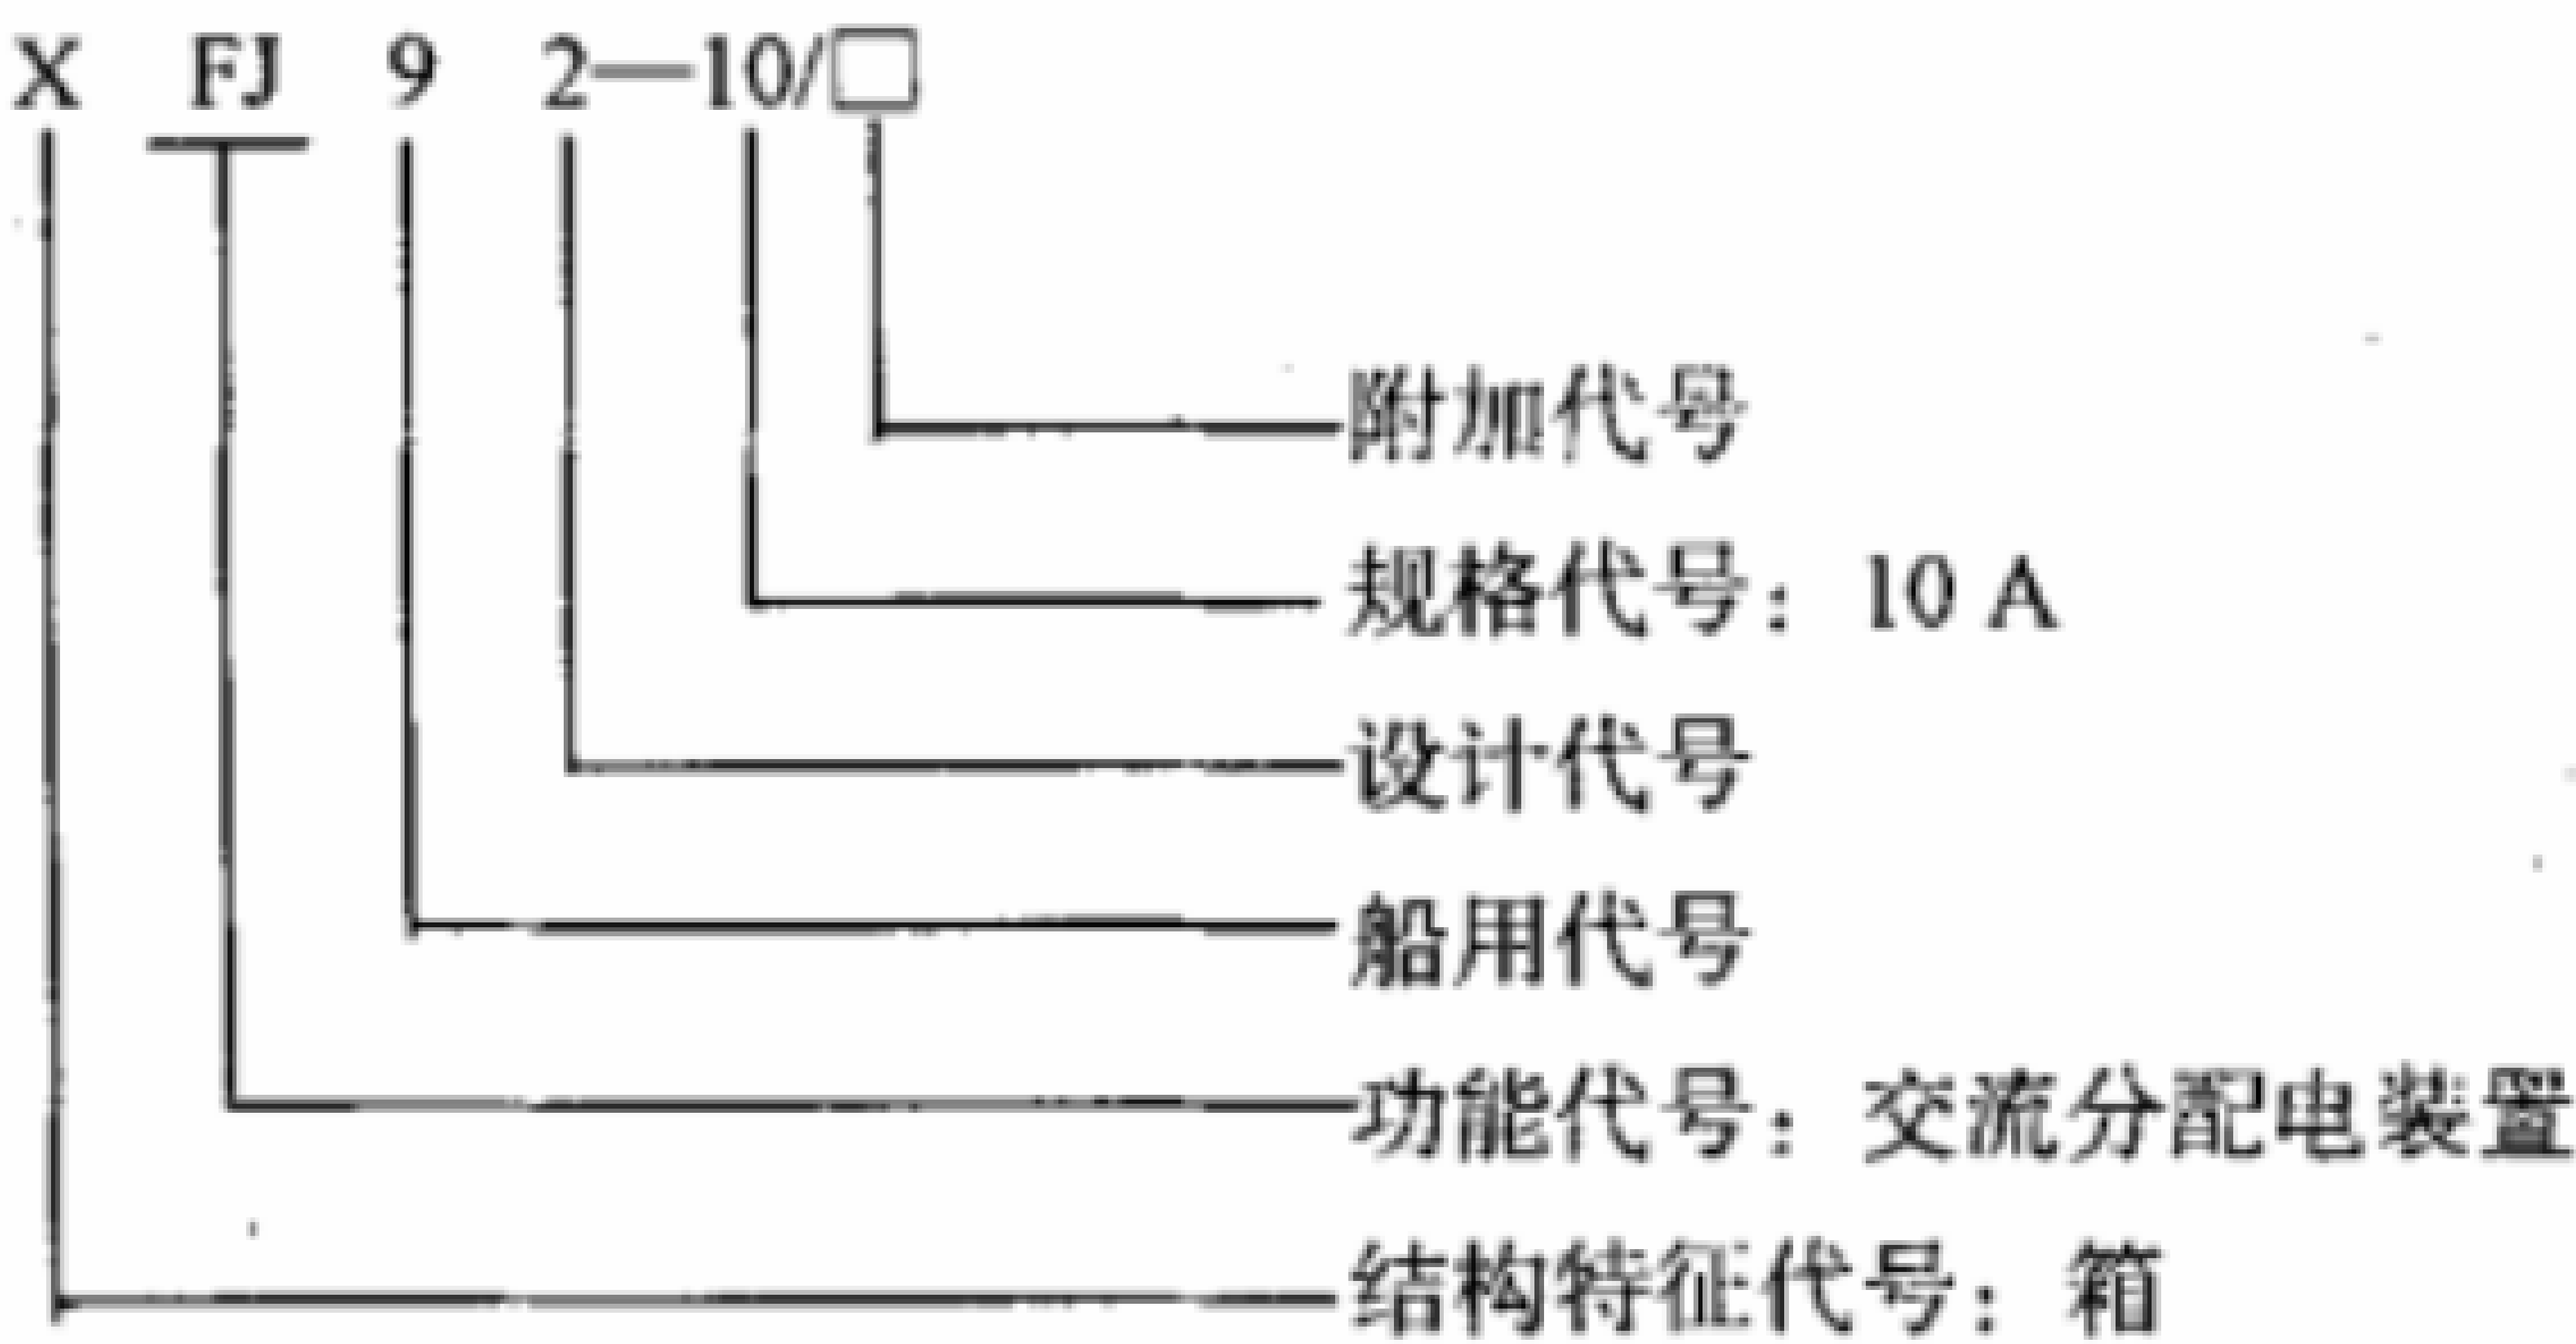 X FJ 9 2—10/□
附加代号
规格代号：10 A
设计代号
船用代号
功能代号：交流分配电装置
结构特征代号：箱